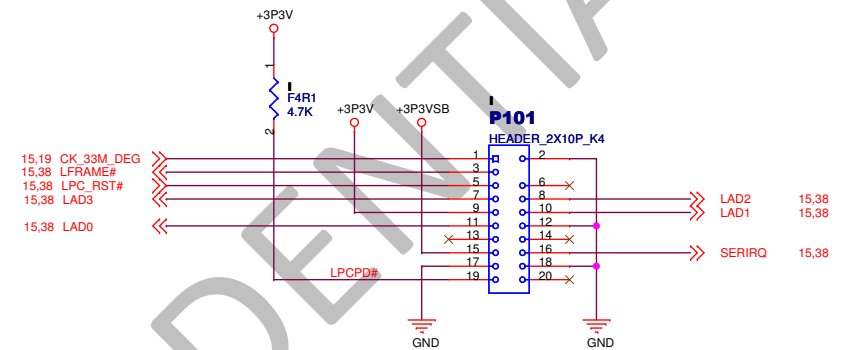 +3P3V
1
F4R1
4.7K
2
+3P3V
+3P3VSB
P101
HEADER_2X10P_K4
15,19 CK_33M_DEG
1
2
15,38 LFRAME#
3
15,38 LPC_RST#
5
6
15,38 LAD3
7
8
LAD2 15,38
9
10
LAD1 15,38
15,38 LAD0
11
12
13
14
15
16
SERIRQ 15,38
17
18
LPCPD#
19
20
GND
GND
DENTIA